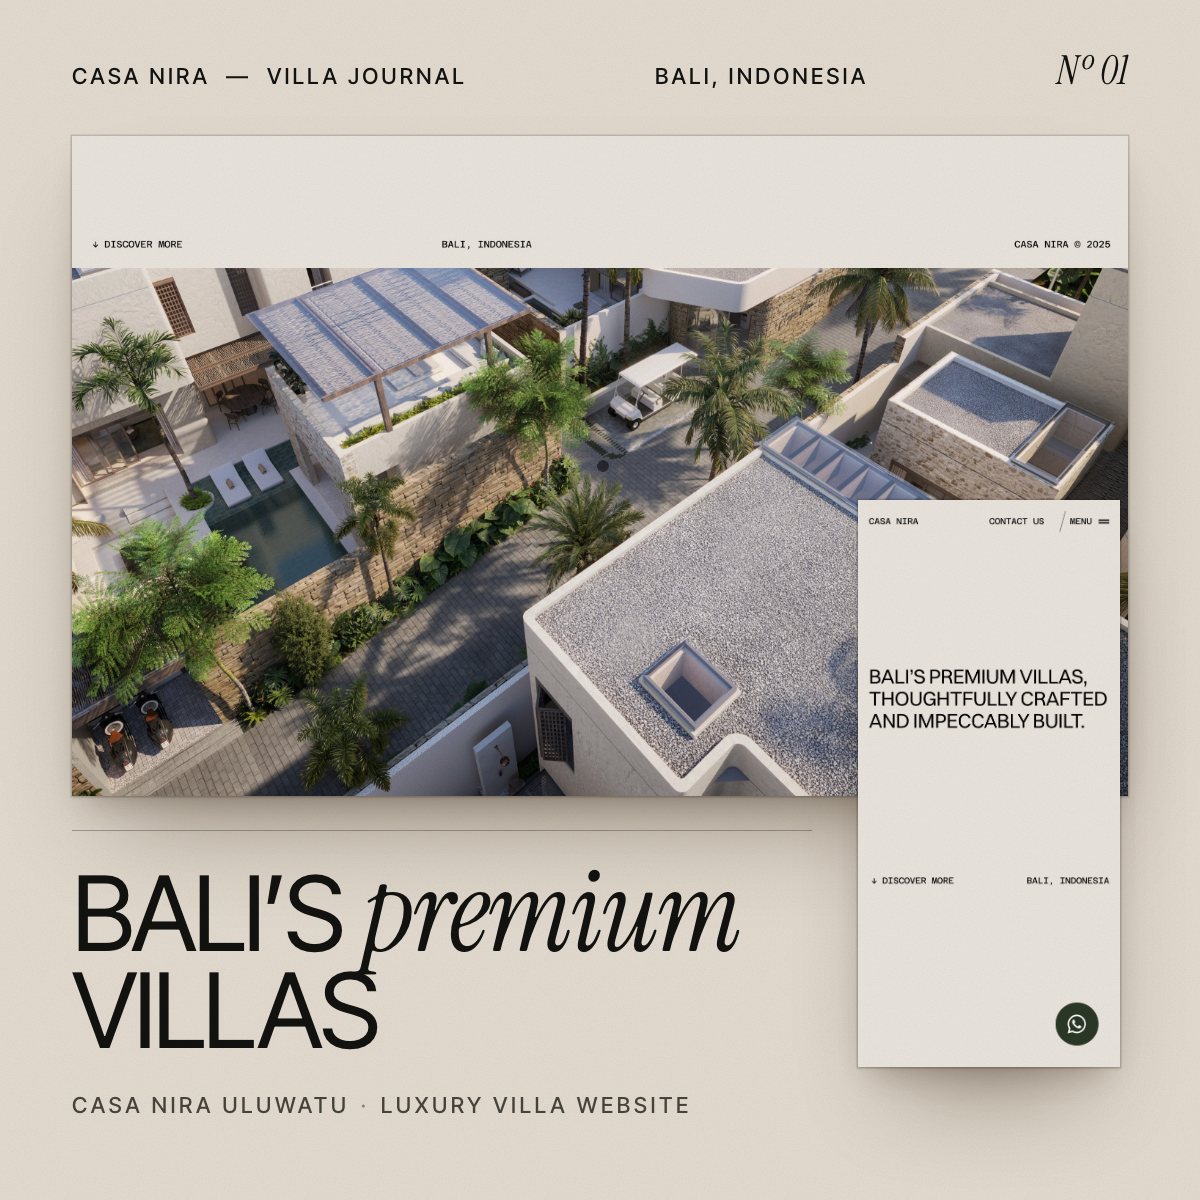 CASA NIRA — VILLA JOURNAL
BALI, INDONESIA
Nº 01
↓ DISCOVER MORE
BALI, INDONESIA
CASA NIRA © 2025
CASA NIRA
CONTACT US
MENU
BALI'S PREMIUM VILLAS,
THOUGHTFULLY CRAFTED
AND IMPECCABLY BUILT.
↓ DISCOVER MORE
BALI, INDONESIA
BALI’S premium
VILLAS
CASA NIRA ULUWATU · LUXURY VILLA WEBSITE